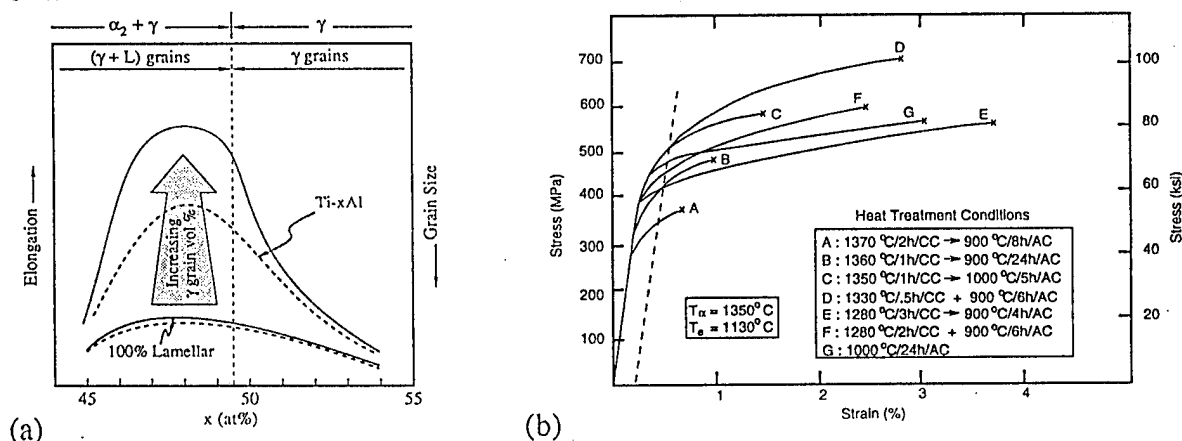 α2 + γ
γ
(γ + L) grains
γ grains
Elongation
Increasing
γ grain vol %
Ti-xAl
100% Lamellar
Grain Size
45
50
55
x (at%)
(a)
Stress (MPa)
700
600
500
400
300
200
100
D
C
F
G
E
B
A
Tα = 1350°C
Te = 1130°C
Heat Treatment Conditions
A : 1370 °C/2h/CC → 900 °C/8h/AC
B : 1360 °C/1h/CC → 900 °C/24h/AC
C : 1350 °C/1h/CC → 1000 °C/5h/AC
D : 1330 °C/.5h/CC + 900 °C/6h/AC
E : 1280 °C/3h/CC → 900 °C/4h/AC
F : 1280 °C/2h/CC + 900 °C/6h/AC
G : 1000 °C/24h/AC
100
80
60
40
20
Stress (ksi)
1
2
3
4
5
Strain (%)
(b)